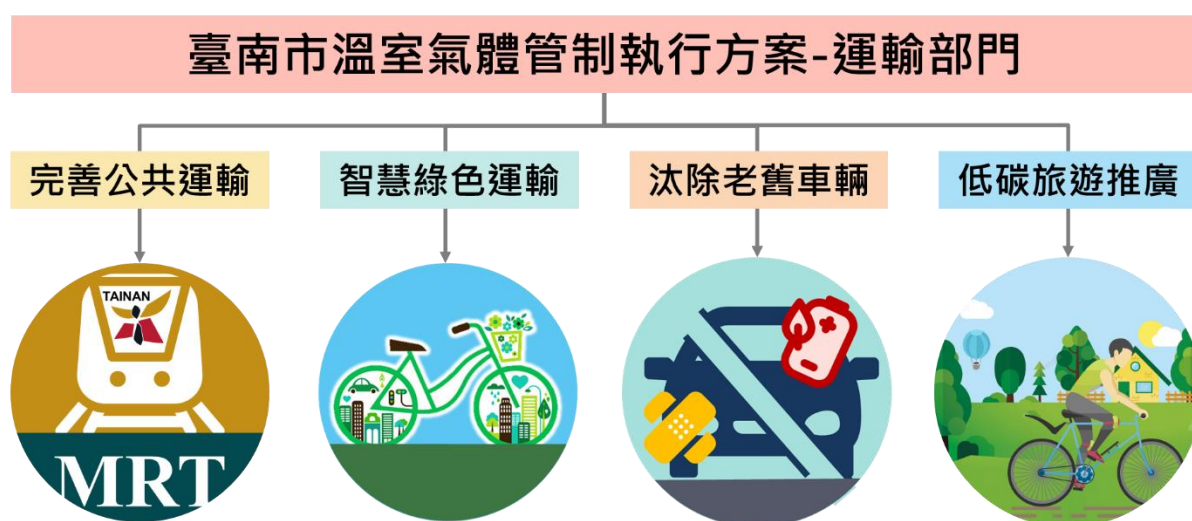 臺南市溫室氣體管制執行方案-運輸部門
完善公共運輸
智慧綠色運輸
汰除老舊車輛
低碳旅遊推廣
TAINAN
MRT